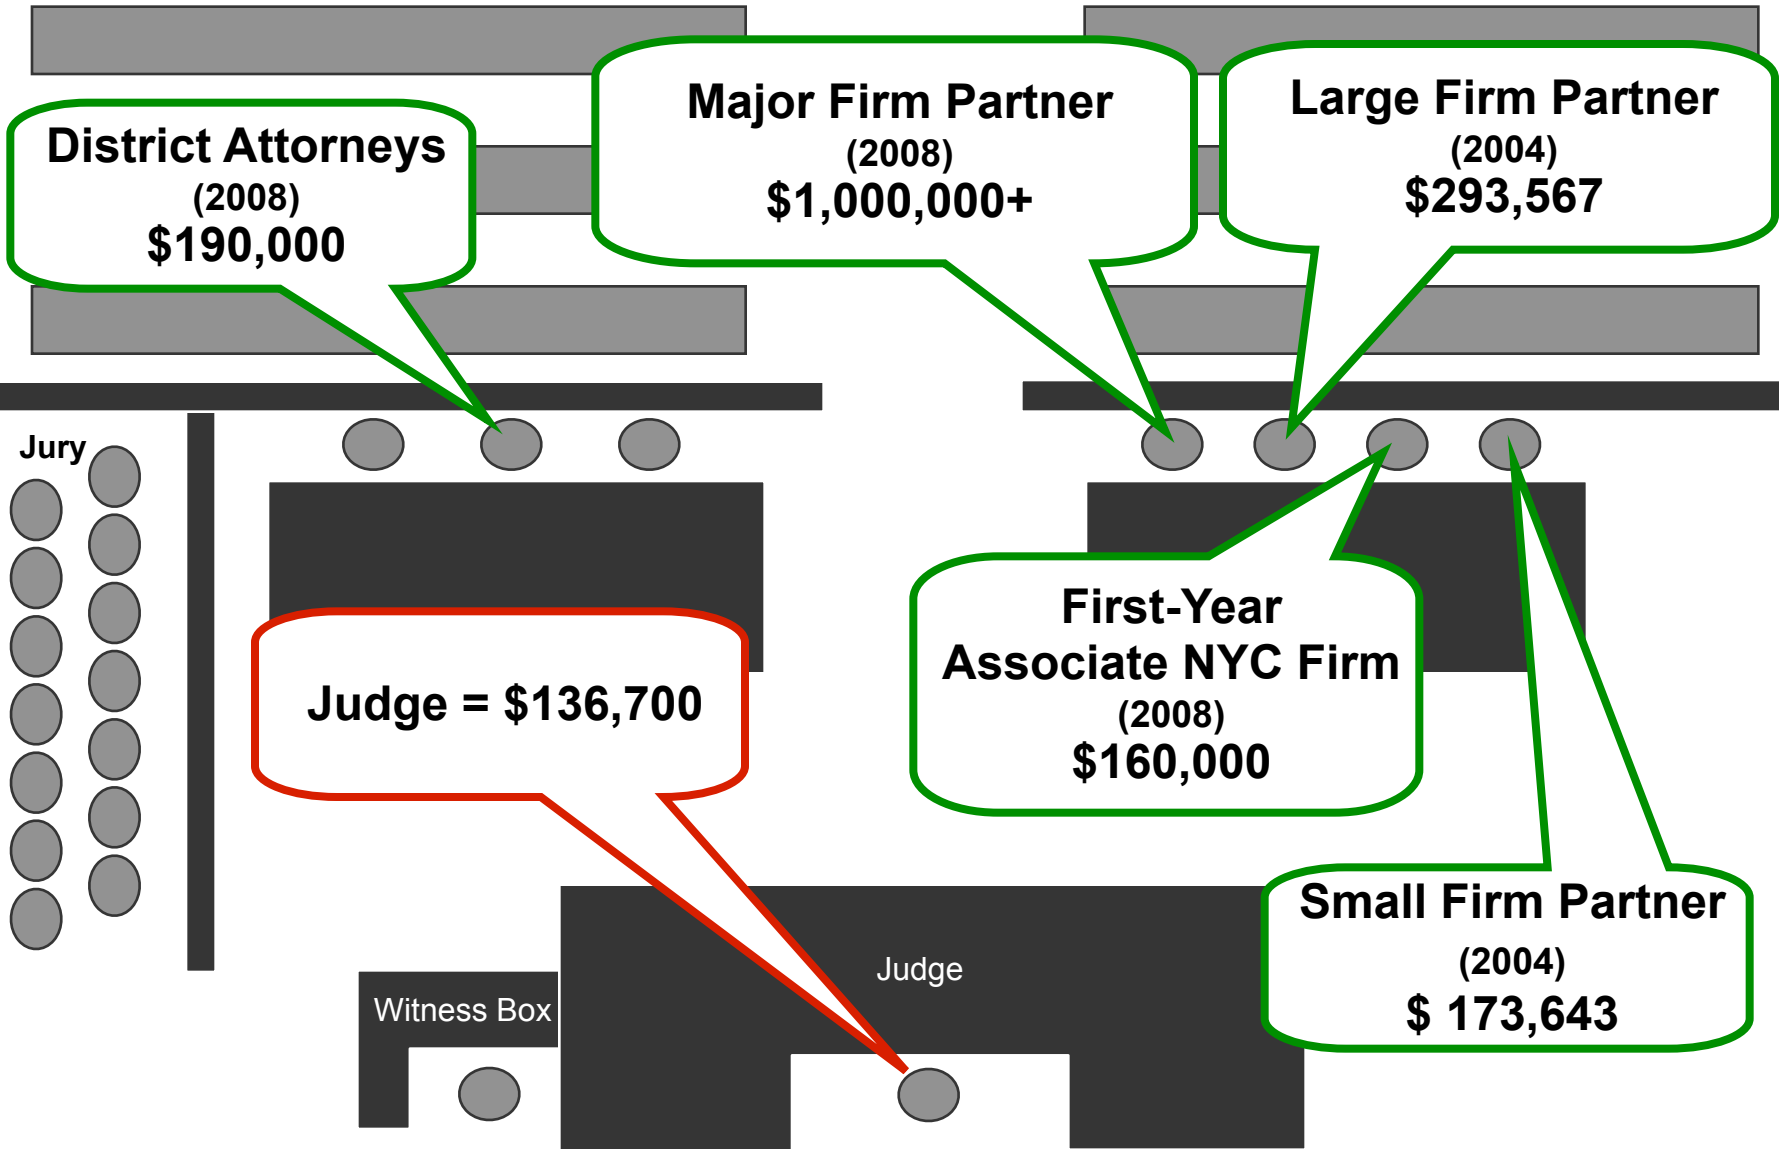 District Attorneys
(2008)
$190,000
Major Firm Partner
(2008)
$1,000,000+
Large Firm Partner
(2004)
$293,567
Jury
First-Year
Associate NYC Firm
(2008)
$160,000
Judge = $136,700
Small Firm Partner
(2004)
$ 173,643
Judge
Witness Box